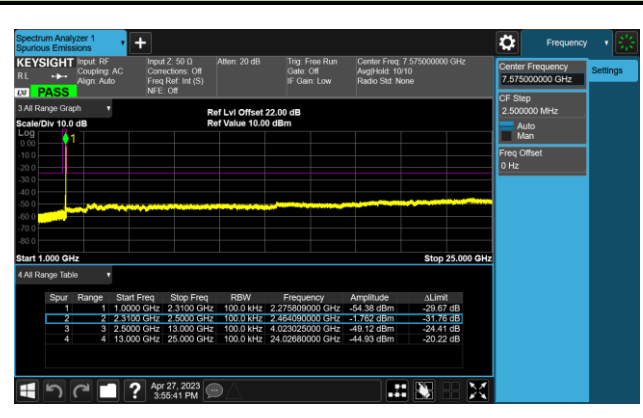 Spectrum Analyzer 1
Spurious Emissions
Frequency
KEYSIGHT Input: RF
RL
Coupling: AC
Align: Auto
Input Z: 50 Ω
Corrections: Off
Freq Ref: Int (S)
NFE: Off
Atten: 20 dB
Trig: Free Run
Gate: Off
IF Gain: Low
Center Freq: 7.575000000 GHz
Avg|Hold: 10/10
Radio Std: None
PASS
Center Frequency
7.575000000 GHz
Settings
CF Step
2.500000 MHz
Auto
Man
Freq Offset
0 Hz
3 All Range Graph
Scale/Div 10.0 dB
Ref Lvl Offset 22.00 dB
Ref Value 10.00 dBm
Log
1
0.00
-10.0
-20.0
-30.0
-40.0
-50.0
-60.0
-70.0
-80.0
Start 1.000 GHz
Stop 25.000 GHz
4 All Range Table
Spur Range Start Freq Stop Freq RBW Frequency Amplitude ΔLimit
1 1 1.0000 GHz 2.3100 GHz 100.0 kHz 2.275809000 GHz -54.38 dBm -29.67 dB
2 2 2.3100 GHz 2.5000 GHz 100.0 kHz 2.464090000 GHz -1.762 dBm -31.76 dB
3 3 2.5000 GHz 13.000 GHz 100.0 kHz 4.023025000 GHz -49.12 dBm -24.41 dB
4 4 13.000 GHz 25.000 GHz 100.0 kHz 24.02680000 GHz -44.93 dBm -20.22 dB
?
Apr 27, 2023
3:55:41 PM